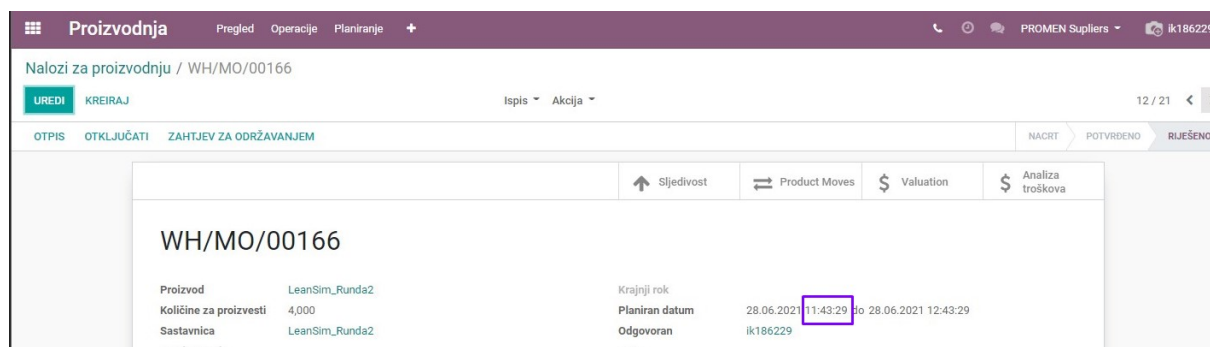 Proizvodnja Pregled Operacije Planiranje + PROMEN Supliers ik186229
Nalozi za proizvodnju / WH/MO/00166
UREDI KREIRAJ Ispis Akcija 12 / 21
OTPIS OTKLJUČATI ZAHTJEV ZA ODRŽAVANJEM NACRT POTVRĐENO RIJEŠENO
Sljedivost Product Moves Valuation Analiza troškova
WH/MO/00166
Proizvod LeanSim_Runda2 Krajnji rok
Količine za proizvesti 4,000 Planiran datum 28.06.2021 11:43:29 do 28.06.2021 12:43:29
Sastavnica LeanSim_Runda2 Odgovoran ik186229